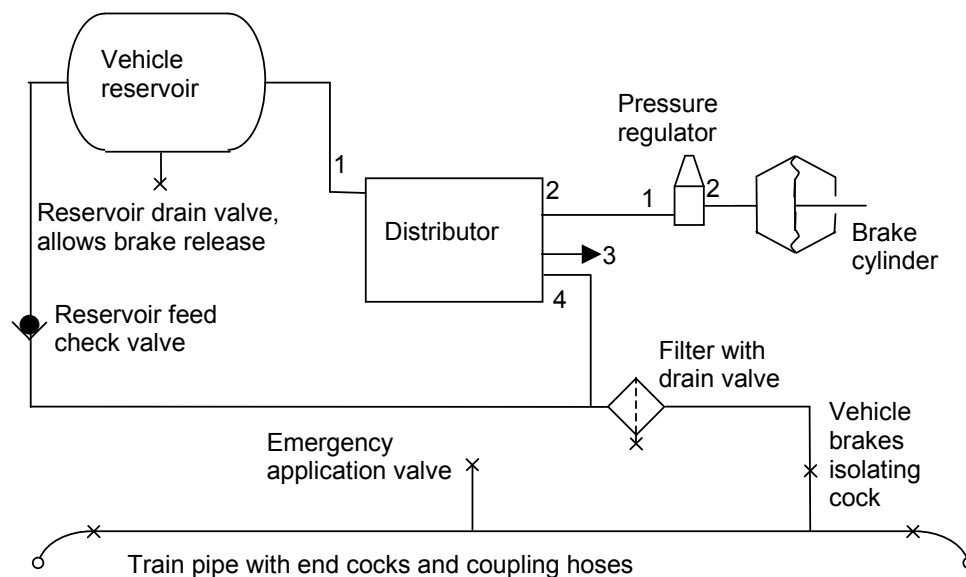 Vehicle
reservoir
Pressure
regulator
1
2
1
2
Reservoir drain valve,
allows brake release
Distributor
3
Brake
cylinder
4
Reservoir feed
check valve
Filter with
drain valve
Vehicle
brakes
isolating
cock
Emergency
application valve
Train pipe with end cocks and coupling hoses